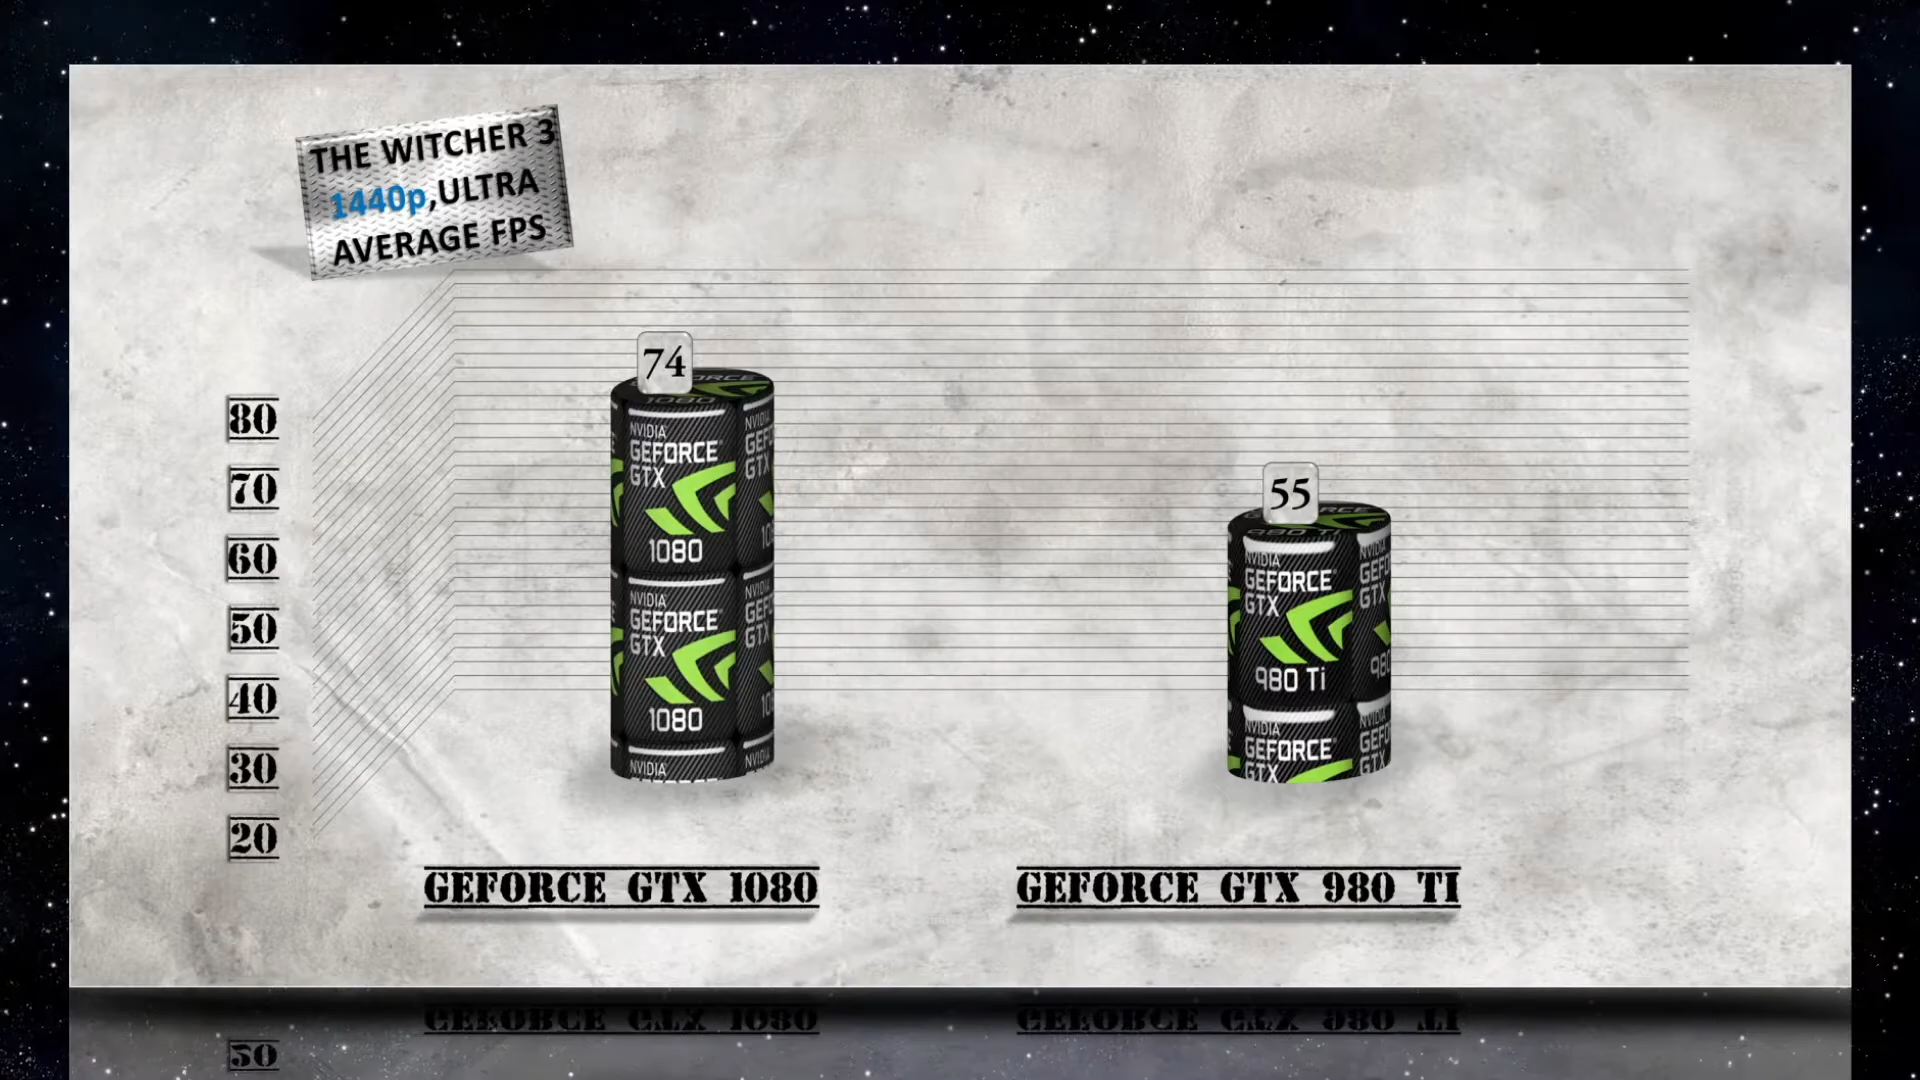 THE WITCHER 3
1440p,ULTRA
AVERAGE FPS
80
70
60
50
40
30
20
74
NVIDIA
GEFORCE
GTX
1080
NVIDIA
GEFORCE
GTX
1080
NVIDIA
55
NVIDIA
GEFORCE
GTX
980 Ti
NVIDIA
GEFORCE
GTX
GEFORCE GTX 1080
GEFORCE GTX 980 TI